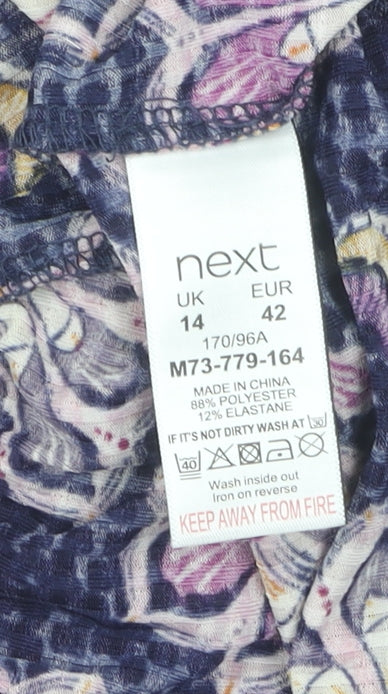 next
UK EUR
14 42
170/96A
M73-779-164
MADE IN CHINA
88% POLYESTER
12% ELASTANE
IF IT'S NOT DIRTY WASH AT 30
40
Wash inside out
Iron on reverse
KEEP AWAY FROM FIRE